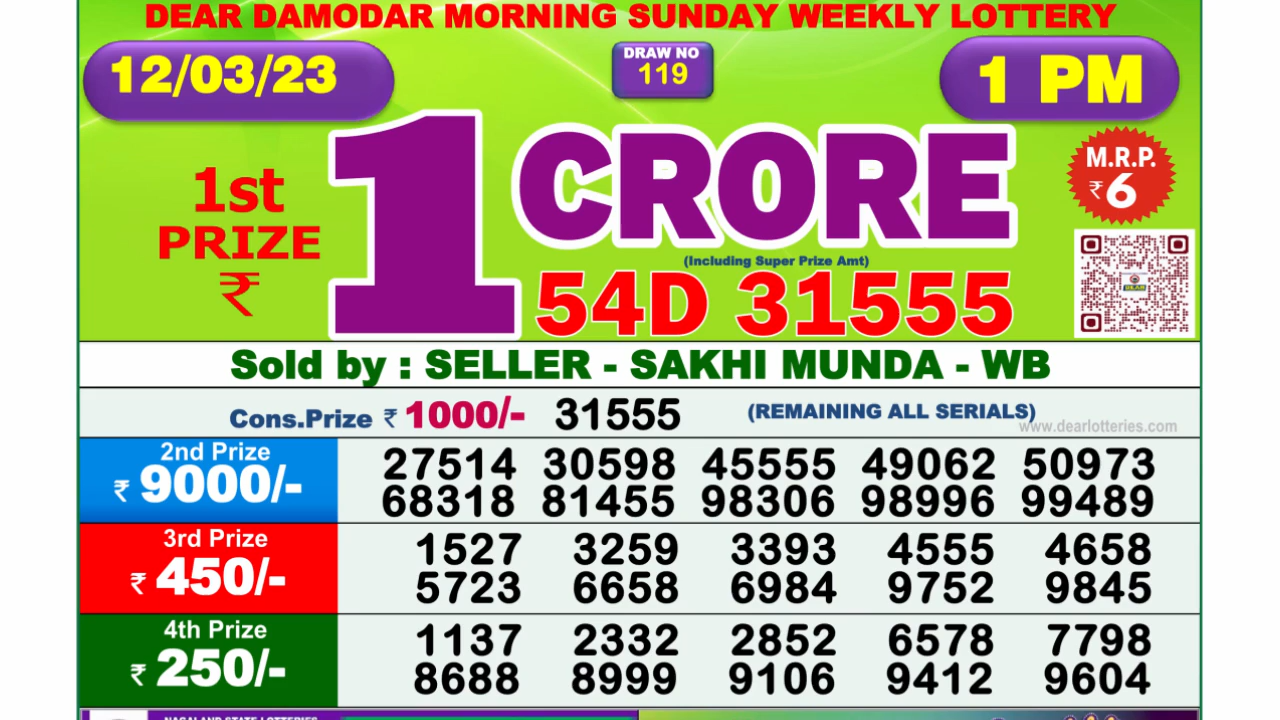 DEAR DAMODAR MORNING SUNDAY WEEKLY LOTTERY
12/03/23
DRAW NO
119
1 PM
1st
PRIZE
₹
1 CRORE
(Including Super Prize Amt)
54D 31555
M.R.P.
₹6
Sold by : SELLER - SAKHI MUNDA - WB
Cons.Prize ₹ 1000/- 31555 (REMAINING ALL SERIALS)
www.dearlotteries.com
2nd Prize
₹ 9000/-
27514 30598 45555 49062 50973
68318 81455 98306 98996 99489
3rd Prize
₹ 450/-
1527 3259 3393 4555 4658
5723 6658 6984 9752 9845
4th Prize
₹ 250/-
1137 2332 2852 6578 7798
8688 8999 9106 9412 9604
NAGALAND STATE LOTTERIES